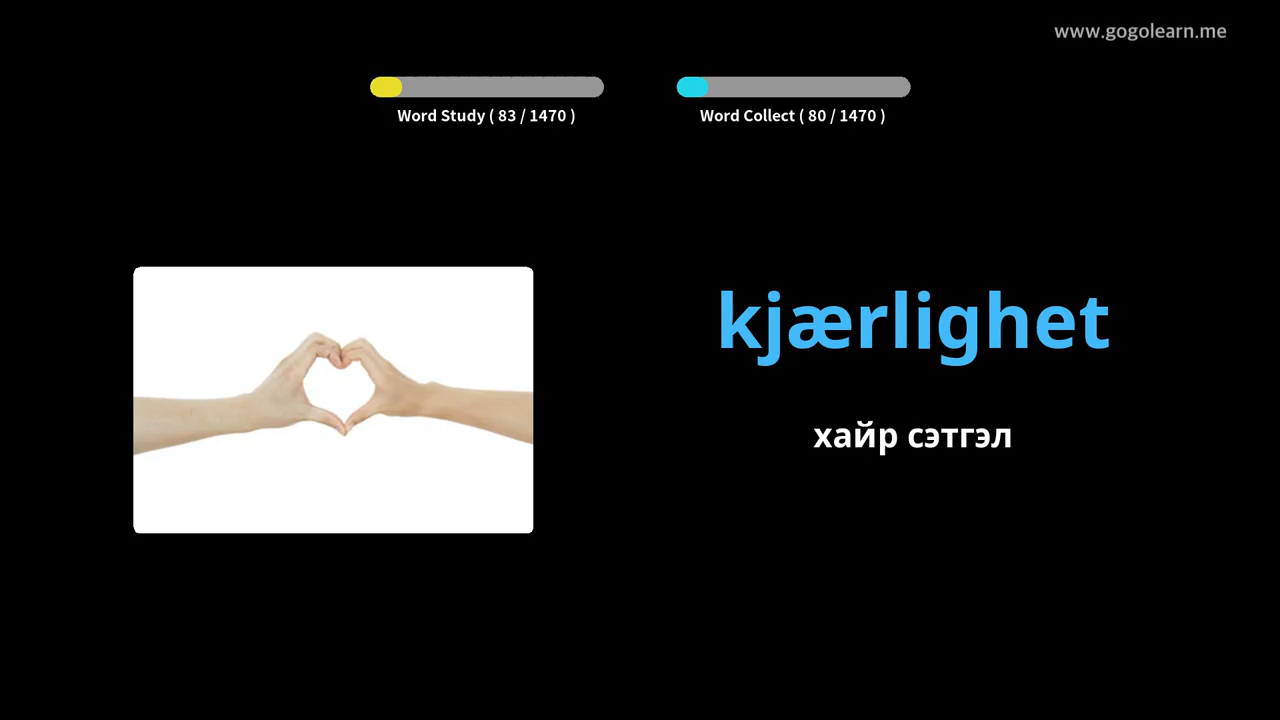 www.gogolearn.me
Word Study ( 83 / 1470 )
Word Collect ( 80 / 1470 )
kjærlighet
хайр сэтгэл